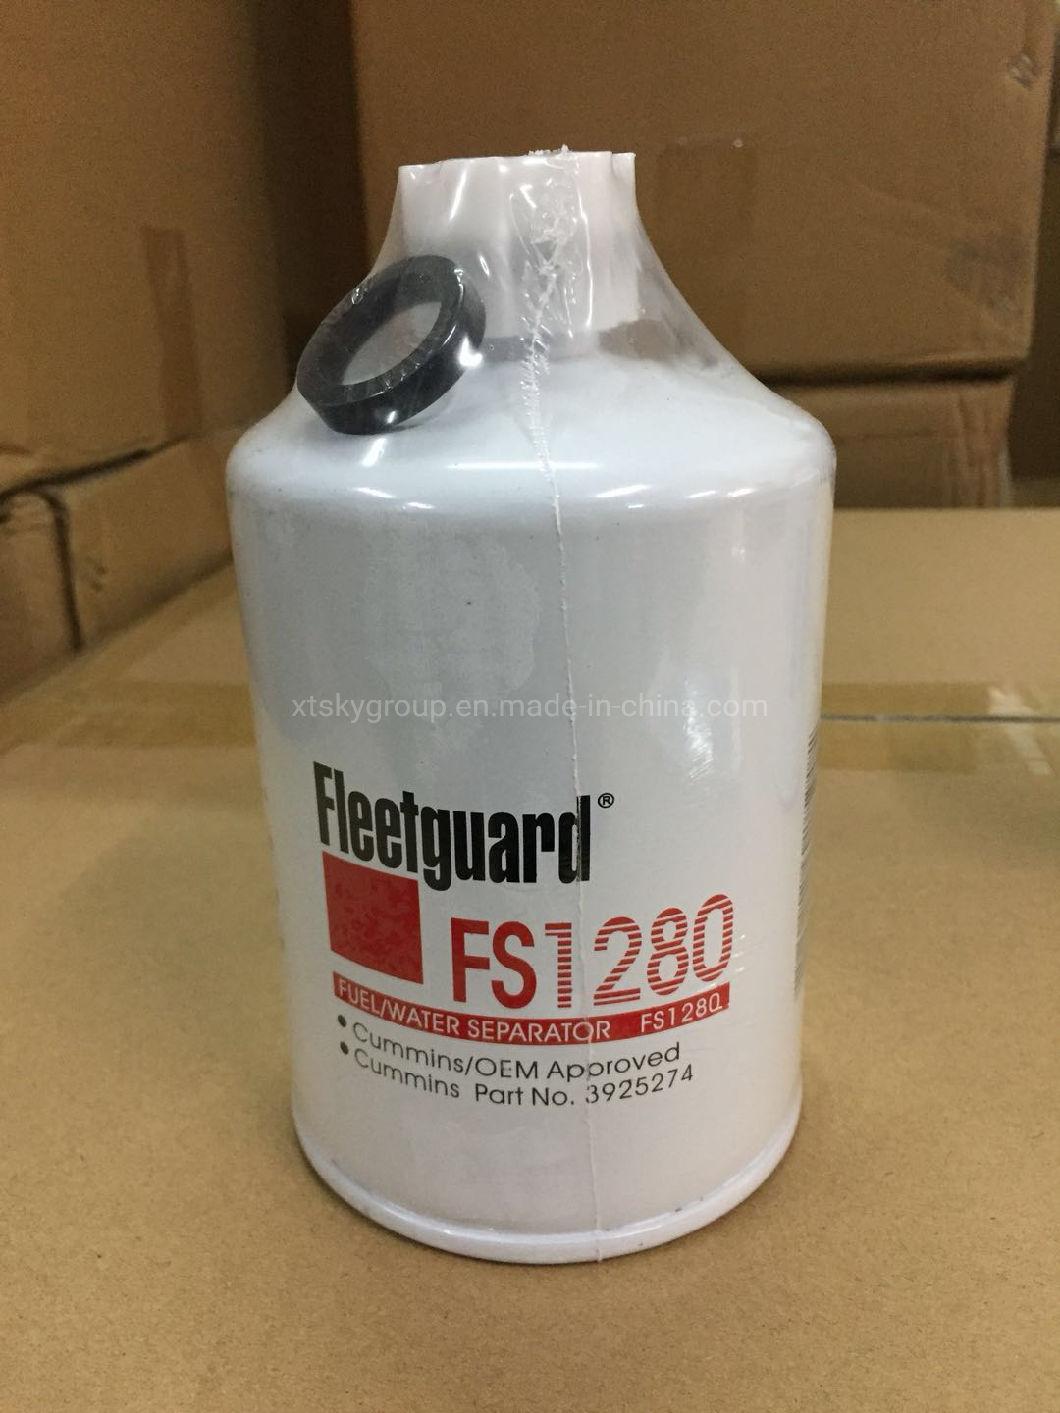 xtskygroup.en.made-in-china.com
Fleetguard®
FS1280
FUEL/WATER SEPARATOR FS1280
• Cummins/OEM Approved
• Cummins Part No. 3925274